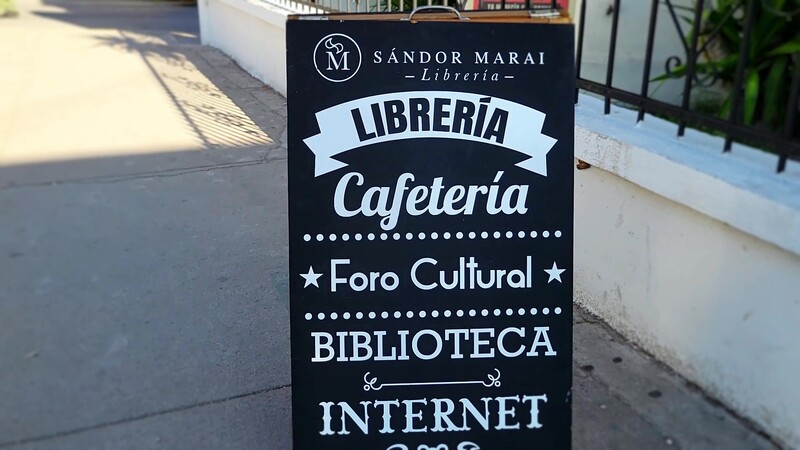 M
SÁNDOR MARAI
–Librería–
LIBRERÍA
Cafetería
Foro Cultural
BIBLIOTECA
INTERNET